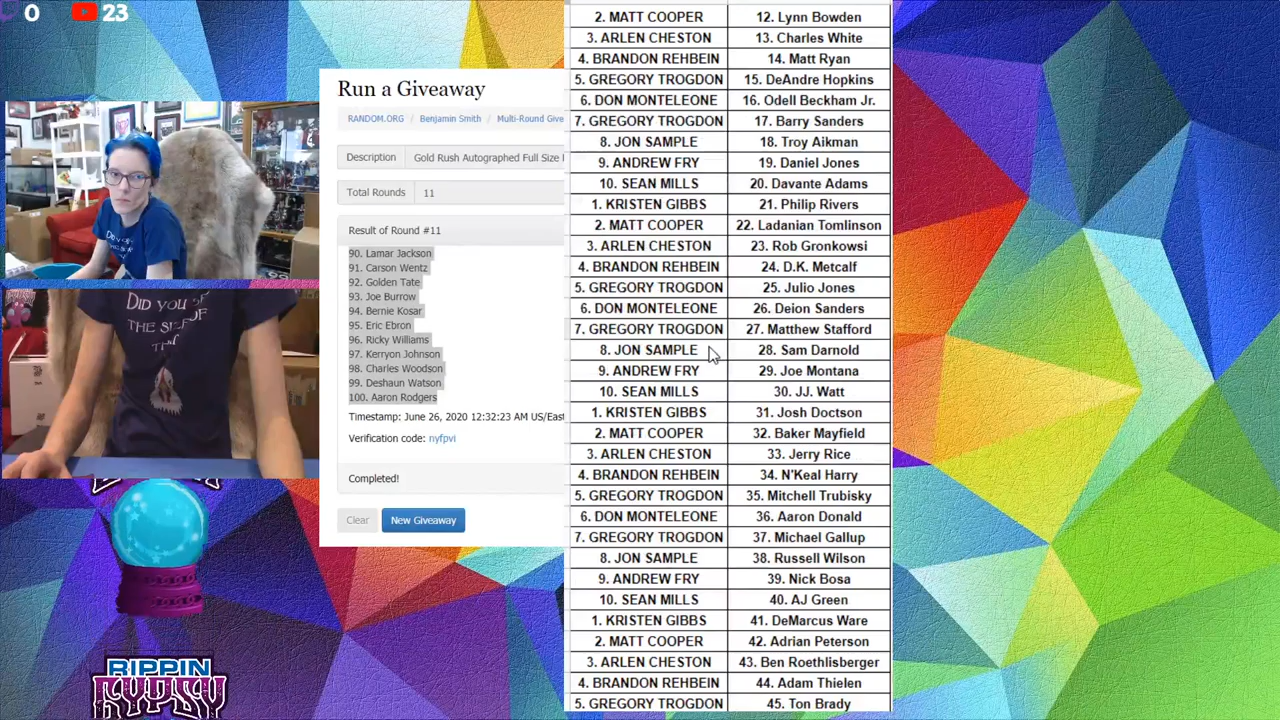 0
23
Run a Giveaway
RANDOM.ORG Benjamin Smith Multi-Round Give
Description Gold Rush Autographed Full Size
Total Rounds 11
Result of Round #11
90. Lamar Jackson
91. Carson Wentz
92. Golden Tate
93. Joe Burrow
94. Bernie Kosar
95. Eric Ebron
96. Ricky Williams
97. Kerryon Johnson
98. Charles Woodson
99. Deshaun Watson
100. Aaron Rodgers
Timestamp: June 26, 2020 12:32:23 AM US/East
Verification code: nyfpvi
Completed!
Clear New Giveaway
2. MATT COOPER 12. Lynn Bowden
3. ARLEN CHESTON 13. Charles White
4. BRANDON REHBEIN 14. Matt Ryan
5. GREGORY TROGDON 15. DeAndre Hopkins
6. DON MONTELEONE 16. Odell Beckham Jr.
7. GREGORY TROGDON 17. Barry Sanders
8. JON SAMPLE 18. Troy Aikman
9. ANDREW FRY 19. Daniel Jones
10. SEAN MILLS 20. Davante Adams
1. KRISTEN GIBBS 21. Philip Rivers
2. MATT COOPER 22. Ladanian Tomlinson
3. ARLEN CHESTON 23. Rob Gronkowsi
4. BRANDON REHBEIN 24. D.K. Metcalf
5. GREGORY TROGDON 25. Julio Jones
6. DON MONTELEONE 26. Deion Sanders
7. GREGORY TROGDON 27. Matthew Stafford
8. JON SAMPLE 28. Sam Darnold
9. ANDREW FRY 29. Joe Montana
10. SEAN MILLS 30. JJ. Watt
1. KRISTEN GIBBS 31. Josh Doctson
2. MATT COOPER 32. Baker Mayfield
3. ARLEN CHESTON 33. Jerry Rice
4. BRANDON REHBEIN 34. N'Keal Harry
5. GREGORY TROGDON 35. Mitchell Trubisky
6. DON MONTELEONE 36. Aaron Donald
7. GREGORY TROGDON 37. Michael Gallup
8. JON SAMPLE 38. Russell Wilson
9. ANDREW FRY 39. Nick Bosa
10. SEAN MILLS 40. AJ Green
1. KRISTEN GIBBS 41. DeMarcus Ware
2. MATT COOPER 42. Adrian Peterson
3. ARLEN CHESTON 43. Ben Roethlisberger
4. BRANDON REHBEIN 44. Adam Thielen
5. GREGORY TROGDON 45. Ton Brady
DID YOU
THE SIZE OF
RIPPIN
GYPSY